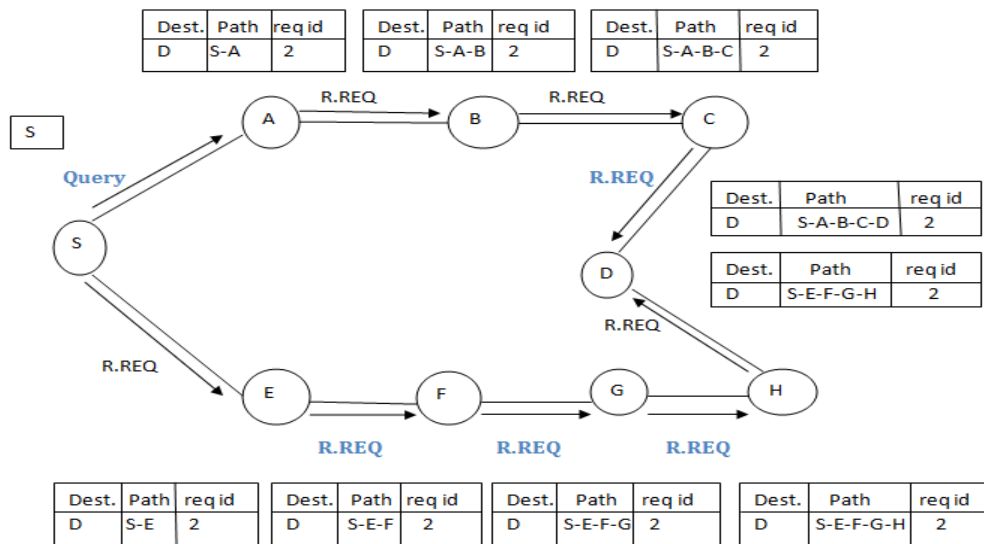 Dest. Path req id
D S-A 2
Dest. Path req id
D S-A-B 2
Dest. Path req id
D S-A-B-C 2
R.REQ
R.REQ
A
B
C
S
Query
R.REQ
Dest. Path req id
D S-A-B-C-D 2
S
D
Dest. Path req id
D S-E-F-G-H 2
R.REQ
R.REQ
E
F
G
H
R.REQ
R.REQ
R.REQ
Dest. Path req id
D S-E 2
Dest. Path req id
D S-E-F 2
Dest. Path req id
D S-E-F-G 2
Dest. Path req id
D S-E-F-G-H 2